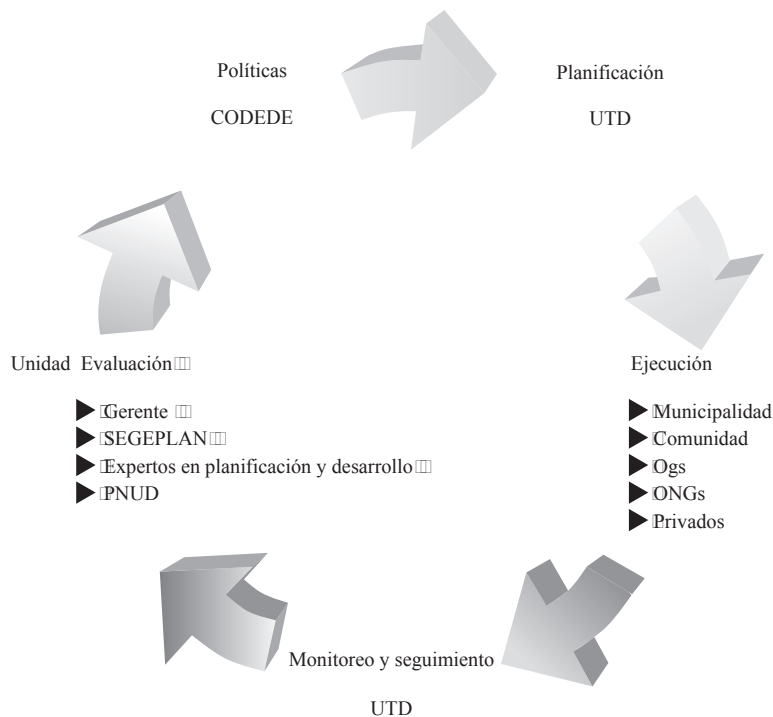 Políticas
CODEDE
Planificación
UTD
Ejecución
Municipalidad
Comunidad
Ogs
ONGs
Privados
Monitoreo y seguimiento
UTD
Unidad Evaluación
Gerente
SEGEPLAN
Expertos en planificación y desarrollo
PNUD